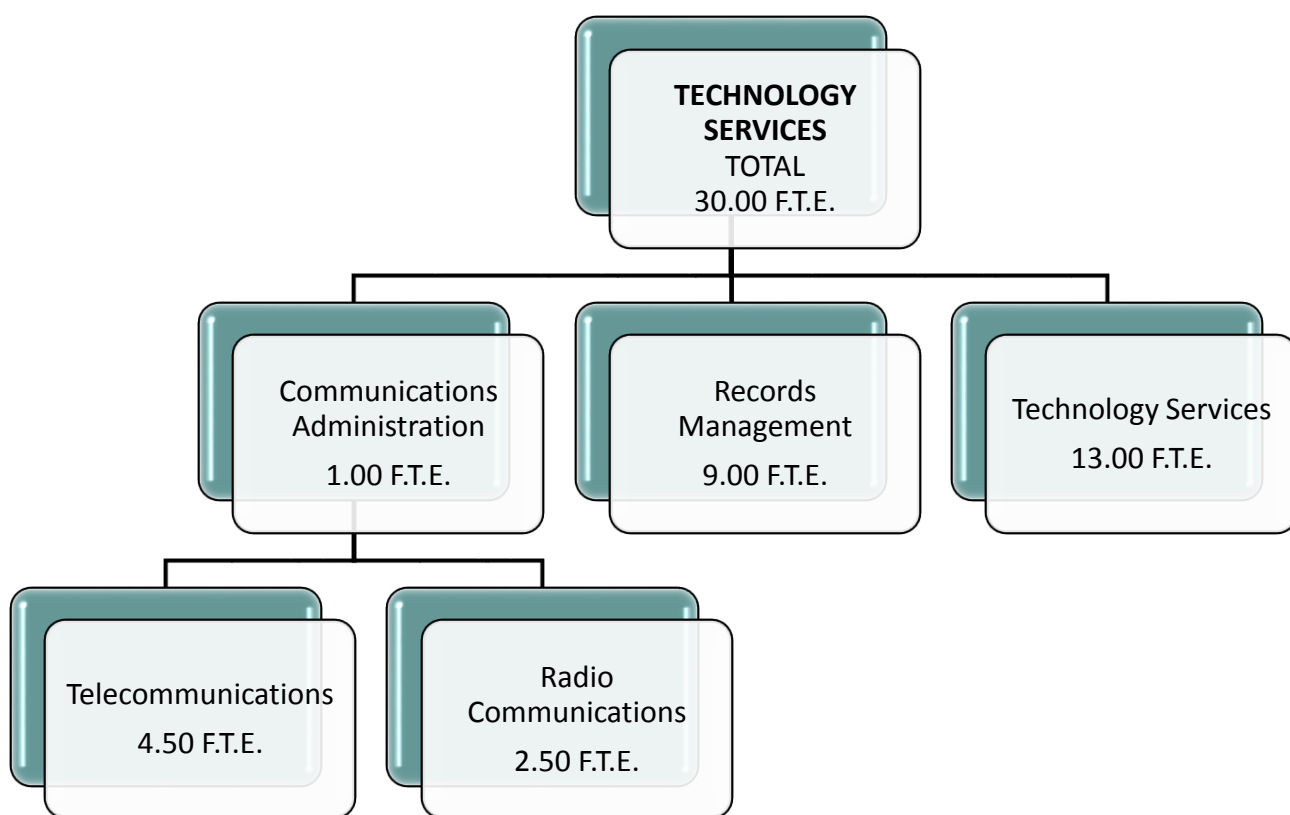 TECHNOLOGY
SERVICES
TOTAL
30.00 F.T.E.
Communications
Administration
1.00 F.T.E.
Records
Management
9.00 F.T.E.
Technology Services
13.00 F.T.E.
Telecommunications
4.50 F.T.E.
Radio
Communications
2.50 F.T.E.